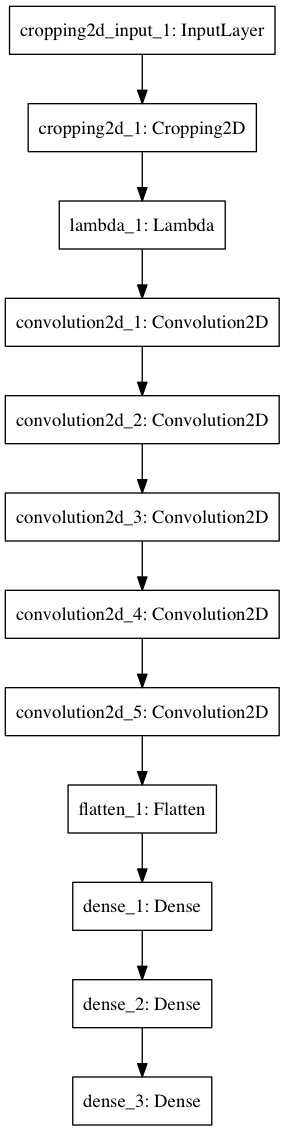 cropping2d_input_1: InputLayer
cropping2d_1: Cropping2D
lambda_1: Lambda
convolution2d_1: Convolution2D
convolution2d_2: Convolution2D
convolution2d_3: Convolution2D
convolution2d_4: Convolution2D
convolution2d_5: Convolution2D
flatten_1: Flatten
dense_1: Dense
dense_2: Dense
dense_3: Dense